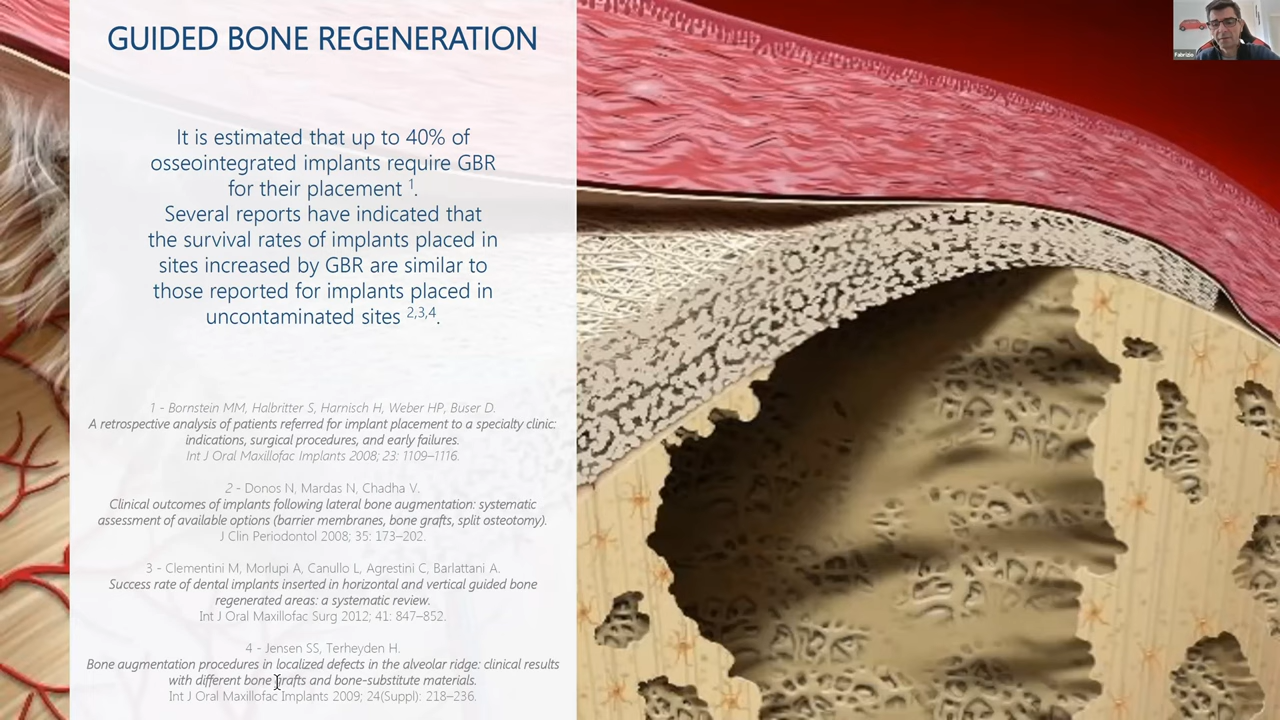 GUIDED BONE REGENERATION
It is estimated that up to 40% of
osseointegrated implants require GBR
for their placement ¹.
Several reports have indicated that
the survival rates of implants placed in
sites increased by GBR are similar to
those reported for implants placed in
uncontaminated sites ²,³,⁴.
1 - Bornstein MM, Halbritter S, Harnisch H, Weber HP, Buser D.
A retrospective analysis of patients referred for implant placement to a specialty clinic:
indications, surgical procedures, and early failures.
Int J Oral Maxillofac Implants 2008; 23: 1109–1116.
2 - Donos N, Mardas N, Chadha V.
Clinical outcomes of implants following lateral bone augmentation: systematic
assessment of available options (barrier membranes, bone grafts, split osteotomy).
J Clin Periodontol 2008; 35: 173–202.
3 - Clementini M, Morlupi A, Canullo L, Agrestini C, Barlattani A.
Success rate of dental implants inserted in horizontal and vertical guided bone
regenerated areas: a systematic review.
Int J Oral Maxillofac Surg 2012; 41: 847–852.
4 - Jensen SS, Terheyden H.
Bone augmentation procedures in localized defects in the alveolar ridge: clinical results
with different bone grafts and bone-substitute materials.
Int J Oral Maxillofac Implants 2009; 24(Suppl): 218–236.
Fabrizio